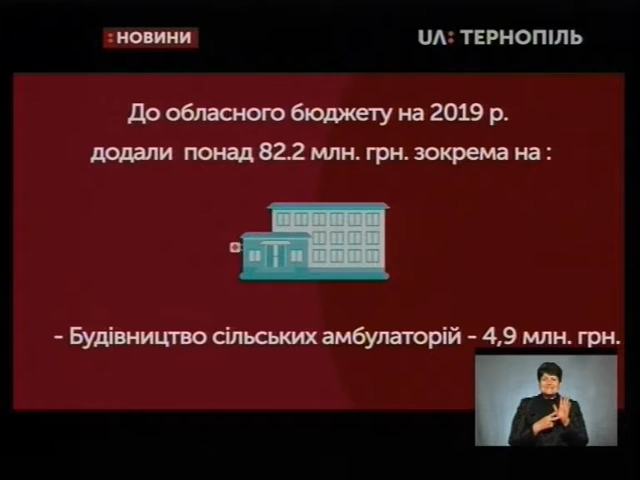 :НОВИНИ
UA: ТЕРНОПІЛЬ
До обласного бюджету на 2019 р.
додали понад 82.2 млн. грн. зокрема на :
- Будівництво сільських амбулаторій - 4,9 млн. грн.